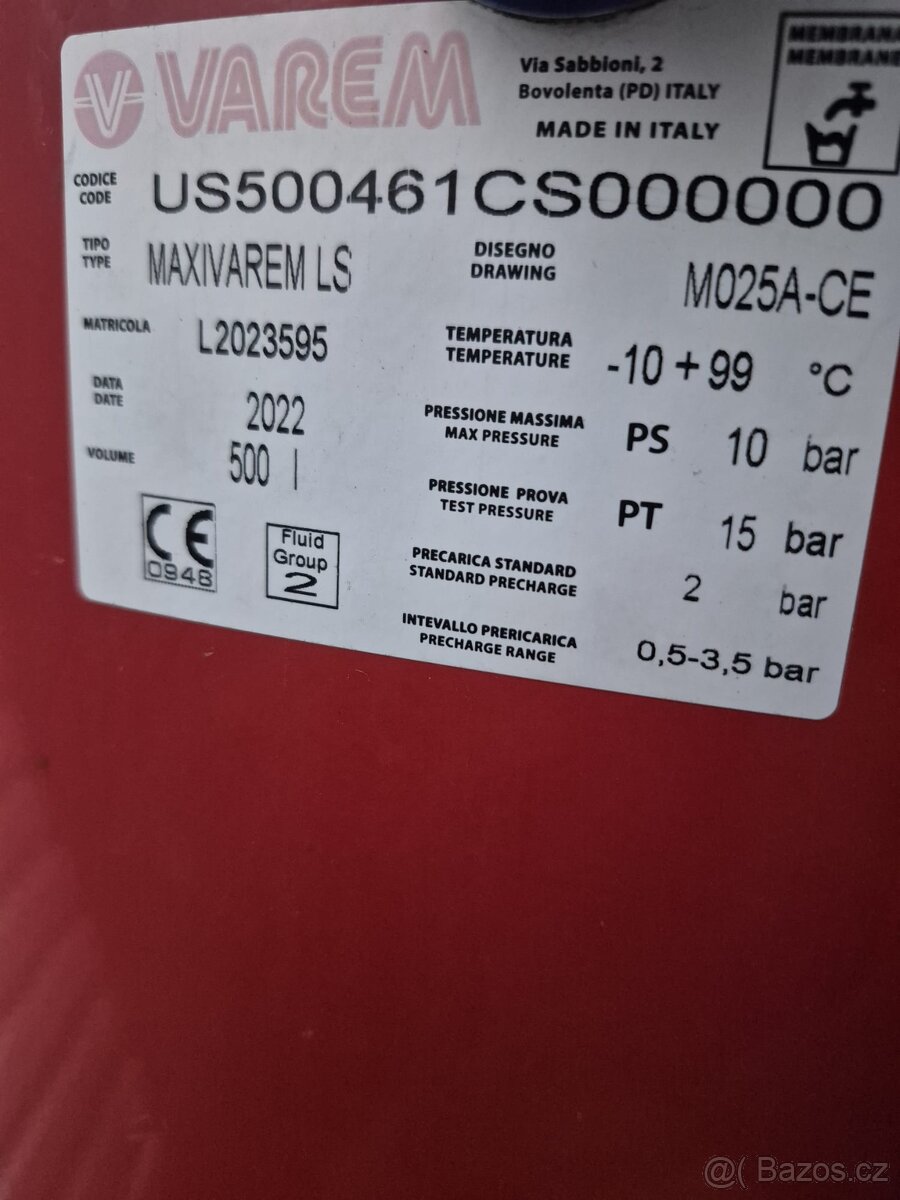 VAREM
Via Sabbioni, 2
Bovolenta (PD) ITALY
MADE IN ITALY
MEMBRANA
MEMBRANE
CODICE
CODE
US500461CS000000
TIPO
TYPE
MAXIVAREM LS
DISEGNO
DRAWING
M025A-CE
MATRICOLA
L2023595
TEMPERATURA
TEMPERATURE
-10 + 99 °C
DATA
DATE
2022
PRESSIONE MASSIMA
MAX PRESSURE
PS 10 bar
VOLUME
500 l
PRESSIONE PROVA
TEST PRESSURE
PT 15 bar
CE
0948
Fluid
Group
2
PRECARICA STANDARD
STANDARD PRECHARGE
2 bar
INTEVALLO PRERICARICA
PRECHARGE RANGE
0,5-3,5 bar
@( Bazos.cz